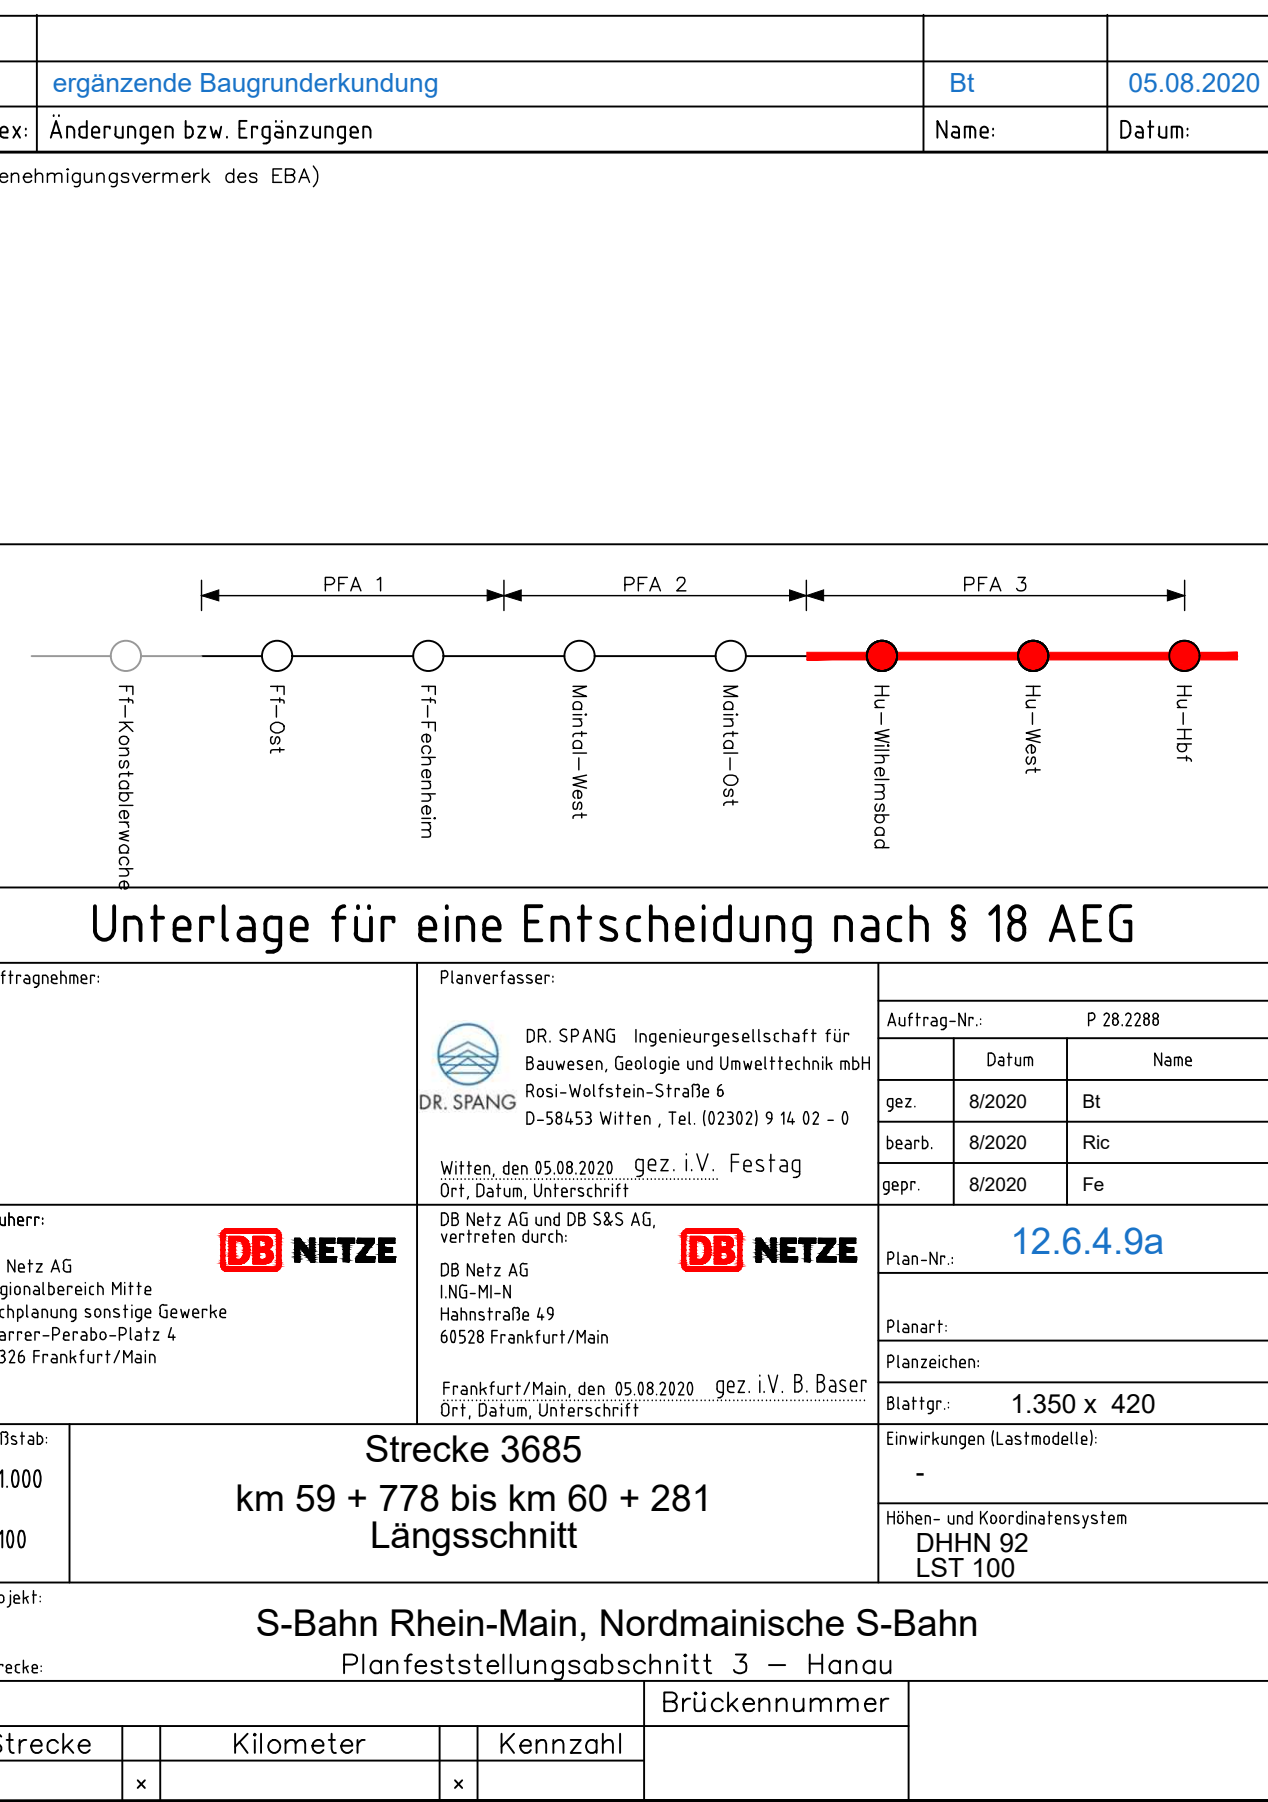 ergänzende Baugrunderkundung Bt 05.08.2020
ex: Änderungen bzw. Ergänzungen Name: Datum:
enehmigungsvermerk des EBA)
PFA 1 PFA 2 PFA 3
Ff-Konstablerwache
Ff-Ost
Ff-Fechenheim
Maintal-West
Maintal-Ost
Hu-Wilhelmsbad
Hu-West
Hu-Hbf
Unterlage für eine Entscheidung nach § 18 AEG
ftragnehmer:
Planverfasser:
DR. SPANG
DR. SPANG Ingenieurgesellschaft für
Bauwesen, Geologie und Umwelttechnik mbH
Rosi-Wolfstein-Straße 6
D-58453 Witten , Tel. (02302) 9 14 02 - 0
Witten, den 05.08.2020 gez. i.V. Festag
Ort, Datum, Unterschrift
Auftrag-Nr.: P 28.2288
Datum Name
gez. 8/2020 Bt
bearb. 8/2020 Ric
gepr. 8/2020 Fe
uherr:
DB NETZE
Netz AG
gionalbereich Mitte
chplanung sonstige Gewerke
arrer-Perabo-Platz 4
326 Frankfurt/Main
DB Netz AG und DB S&S AG,
vertreten durch:
DB NETZE
DB Netz AG
I.NG-MI-N
Hahnstraße 49
60528 Frankfurt/Main
Frankfurt/Main, den 05.08.2020 gez. i.V. B. Baser
Ort, Datum, Unterschrift
Plan-Nr.: 12.6.4.9a
Planart:
Planzeichen:
Blattgr.: 1.350 x 420
ßstab:
1.000
100
Strecke 3685
km 59 + 778 bis km 60 + 281
Längsschnitt
Einwirkungen (Lastmodelle):
-
Höhen- und Koordinatensystem
DHHN 92
LST 100
ojekt:
S-Bahn Rhein-Main, Nordmainische S-Bahn
recke: Planfeststellungsabschnitt 3 - Hanau
Brückennummer
Strecke Kilometer Kennzahl
x x